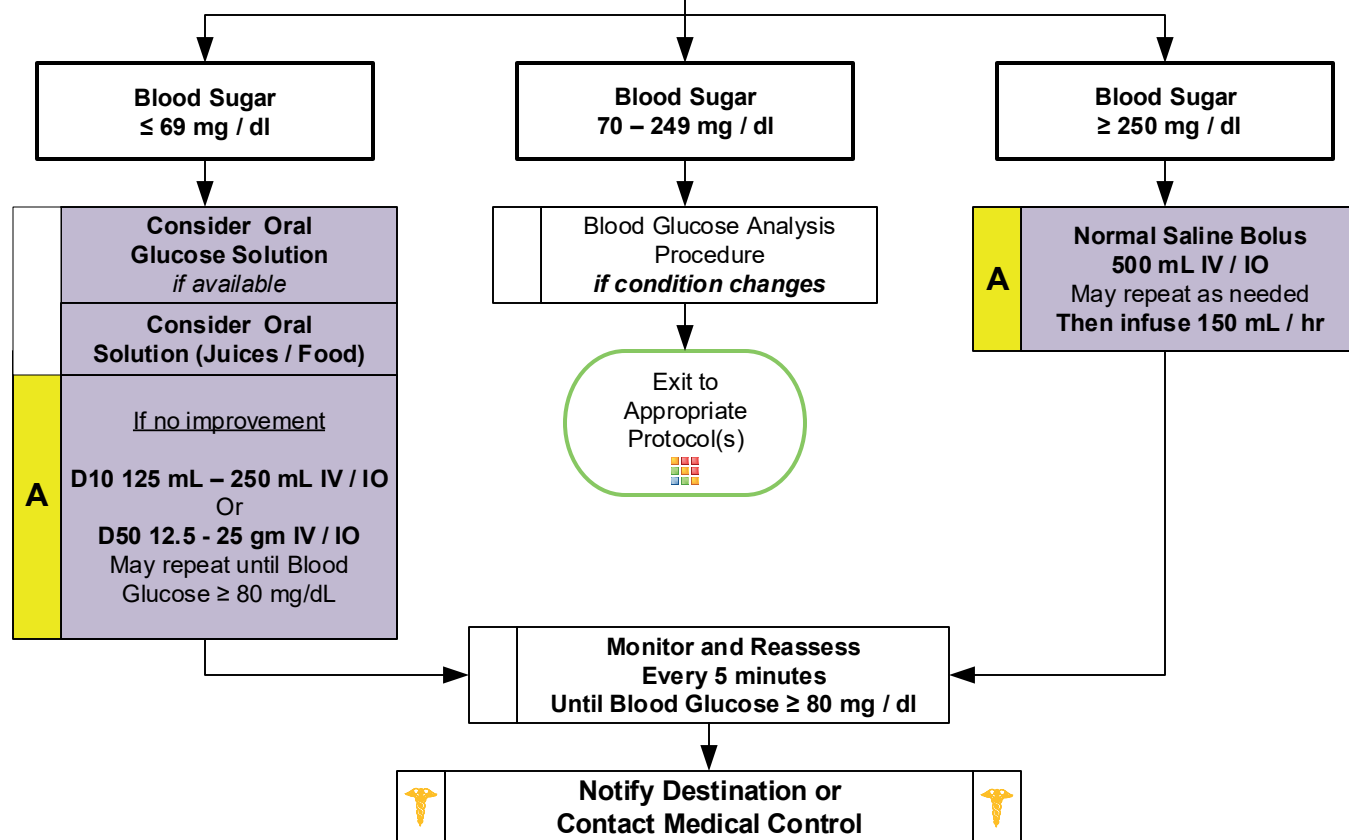 Blood Sugar
≤ 69 mg / dl
Blood Sugar
70 – 249 mg / dl
Blood Sugar
≥ 250 mg / dl
Consider Oral
Glucose Solution
if available
Consider Oral
Solution (Juices / Food)
A
If no improvement
D10 125 mL – 250 mL IV / IO
Or
D50 12.5 - 25 gm IV / IO
May repeat until Blood
Glucose ≥ 80 mg/dL
Blood Glucose Analysis
Procedure
if condition changes
Exit to
Appropriate
Protocol(s)
A
Normal Saline Bolus
500 mL IV / IO
May repeat as needed
Then infuse 150 mL / hr
Monitor and Reassess
Every 5 minutes
Until Blood Glucose ≥ 80 mg / dl
Notify Destination or
Contact Medical Control